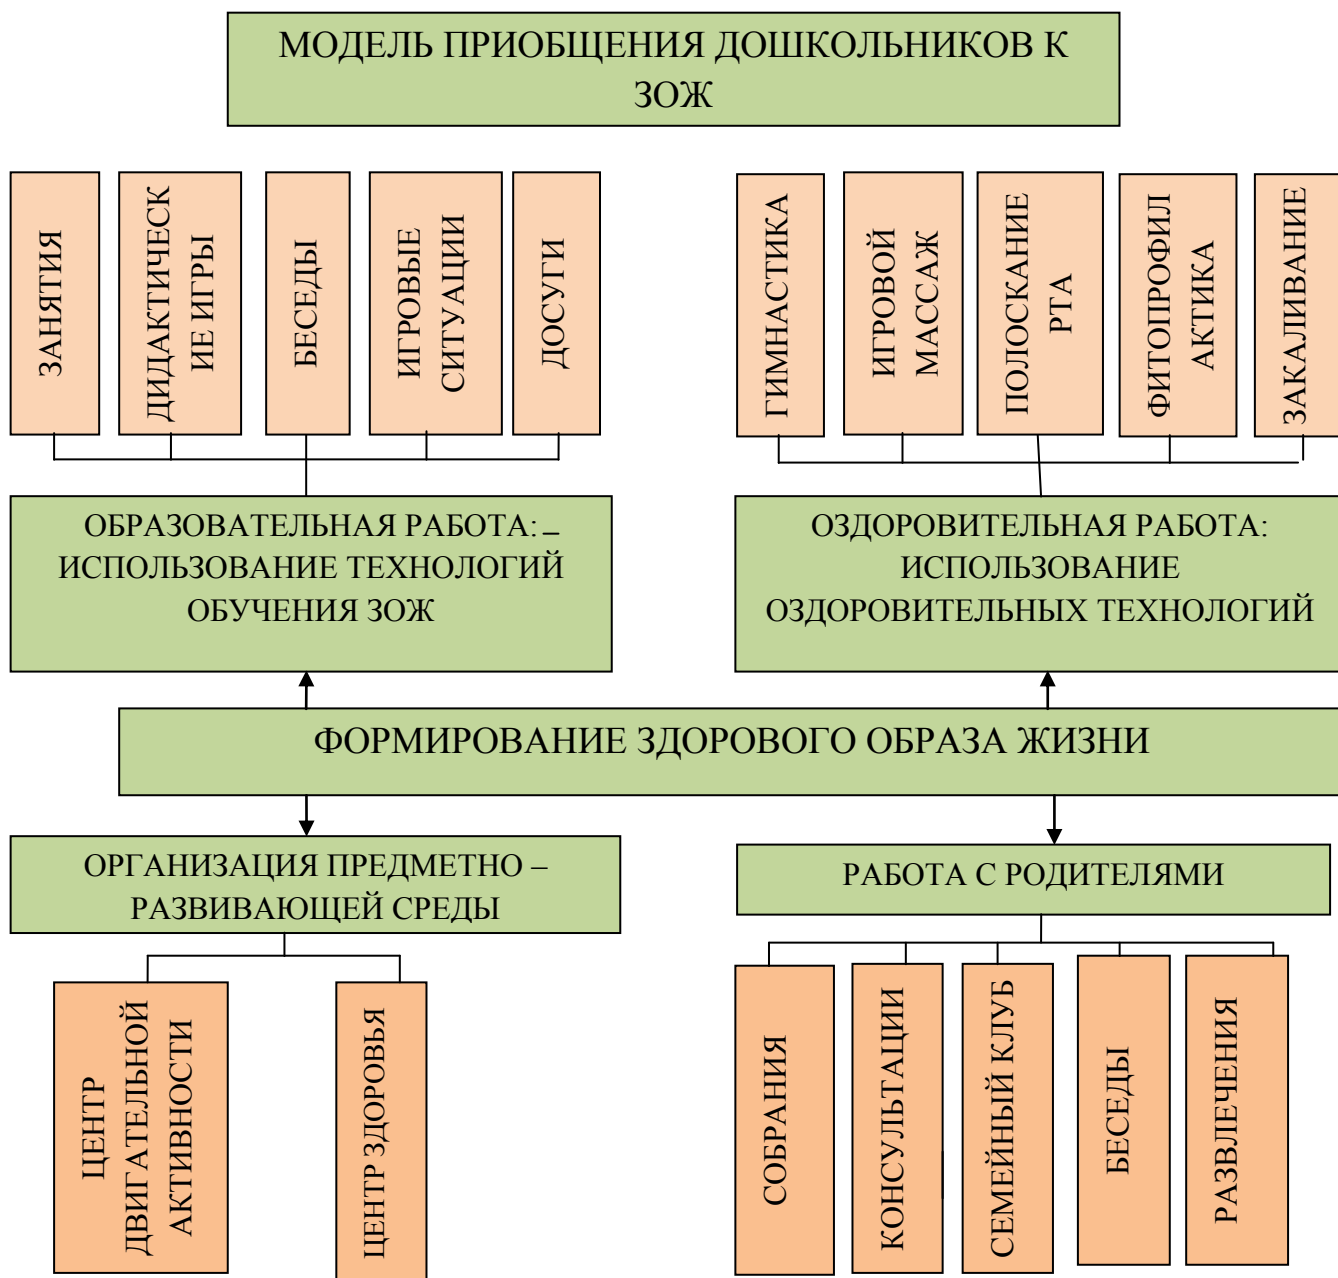 МОДЕЛЬ ПРИОБЩЕНИЯ ДОШКОЛЬНИКОВ К
ЗОЖ
ЗАНЯТИЯ
ДИДАКТИЧЕСК
ИЕ ИГРЫ
БЕСЕДЫ
ИГРОВЫЕ
СИТУАЦИИ
ДОСУГИ
ГИМНАСТИКА
ИГРОВОЙ
МАССАЖ
ПОЛОСКАНИЕ
РТА
ФИТОПРОФИЛ
АКТИКА
ЗАКАЛИВАНИЕ
ОБРАЗОВАТЕЛЬНАЯ РАБОТА: –
ИСПОЛЬЗОВАНИЕ ТЕХНОЛОГИЙ
ОБУЧЕНИЯ ЗОЖ
ОЗДОРОВИТЕЛЬНАЯ РАБОТА:
ИСПОЛЬЗОВАНИЕ
ОЗДОРОВИТЕЛЬНЫХ ТЕХНОЛОГИЙ
ФОРМИРОВАНИЕ ЗДОРОВОГО ОБРАЗА ЖИЗНИ
ОРГАНИЗАЦИЯ ПРЕДМЕТНО –
РАЗВИВАЮЩЕЙ СРЕДЫ
РАБОТА С РОДИТЕЛЯМИ
ЦЕНТР
ДВИГАТЕЛЬНОЙ
АКТИВНОСТИ
ЦЕНТР ЗДОРОВЬЯ
СОБРАНИЯ
КОНСУЛЬТАЦИИ
СЕМЕЙНЫЙ КЛУБ
БЕСЕДЫ
РАЗВЛЕЧЕНИЯ